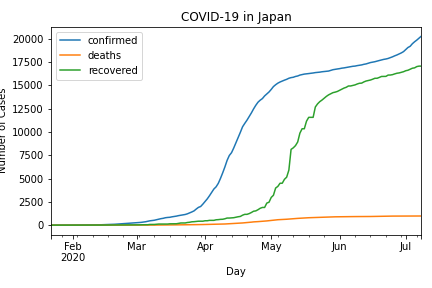 COVID-19 in Japan
confirmed
deaths
recovered
20000
17500
15000
12500
10000
7500
5000
2500
0
Number of Cases
Feb
2020
Mar
Apr
May
Jun
Jul
Day